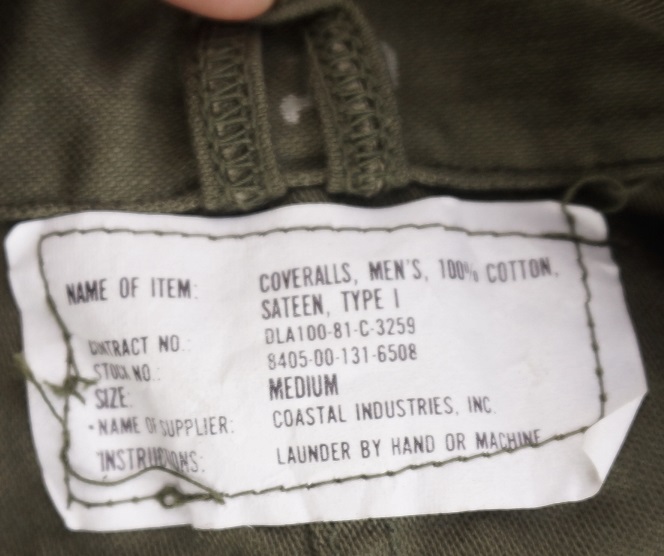 NAME OF ITEM: COVERALLS, MEN'S, 100% COTTON,
SATEEN, TYPE I
CONTRACT NO.: DLA100-81-C-3259
STOCK NO.: 8405-00-131-6508
SIZE: MEDIUM
NAME OF SUPPLIER: COASTAL INDUSTRIES, INC.
INSTRUCTIONS: LAUNDER BY HAND OR MACHINE